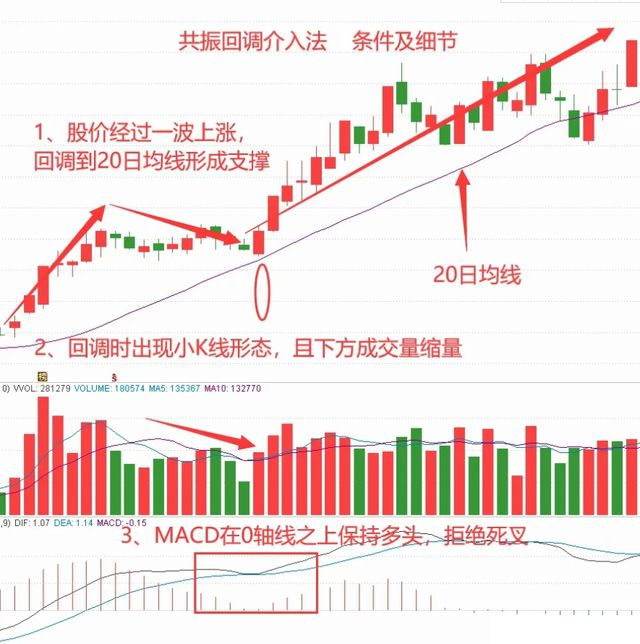 共振回调介入法 条件及细节
1、股价经过一波上涨，
回调到20日均线形成支撑
20日均线
2、回调时出现小K线形态，且下方成交量缩量
0) VVOL: 281279 VOLUME: 180574 MA5: 135367 MA10: 132770
,9) DIF: 1.07 DEA: 1.14 MACD: -0.15
3、MACD在0轴线之上保持多头，拒绝死叉